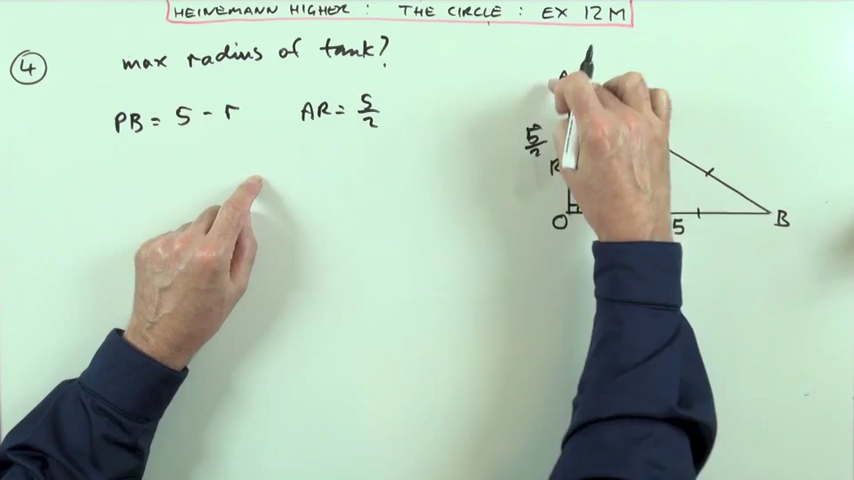 HEINEMANN HIGHER : THE CIRCLE : EX 12M
④ max radius of tank?
PB = 5 - r AR = 5/2
A
5/2
R
O 5 B